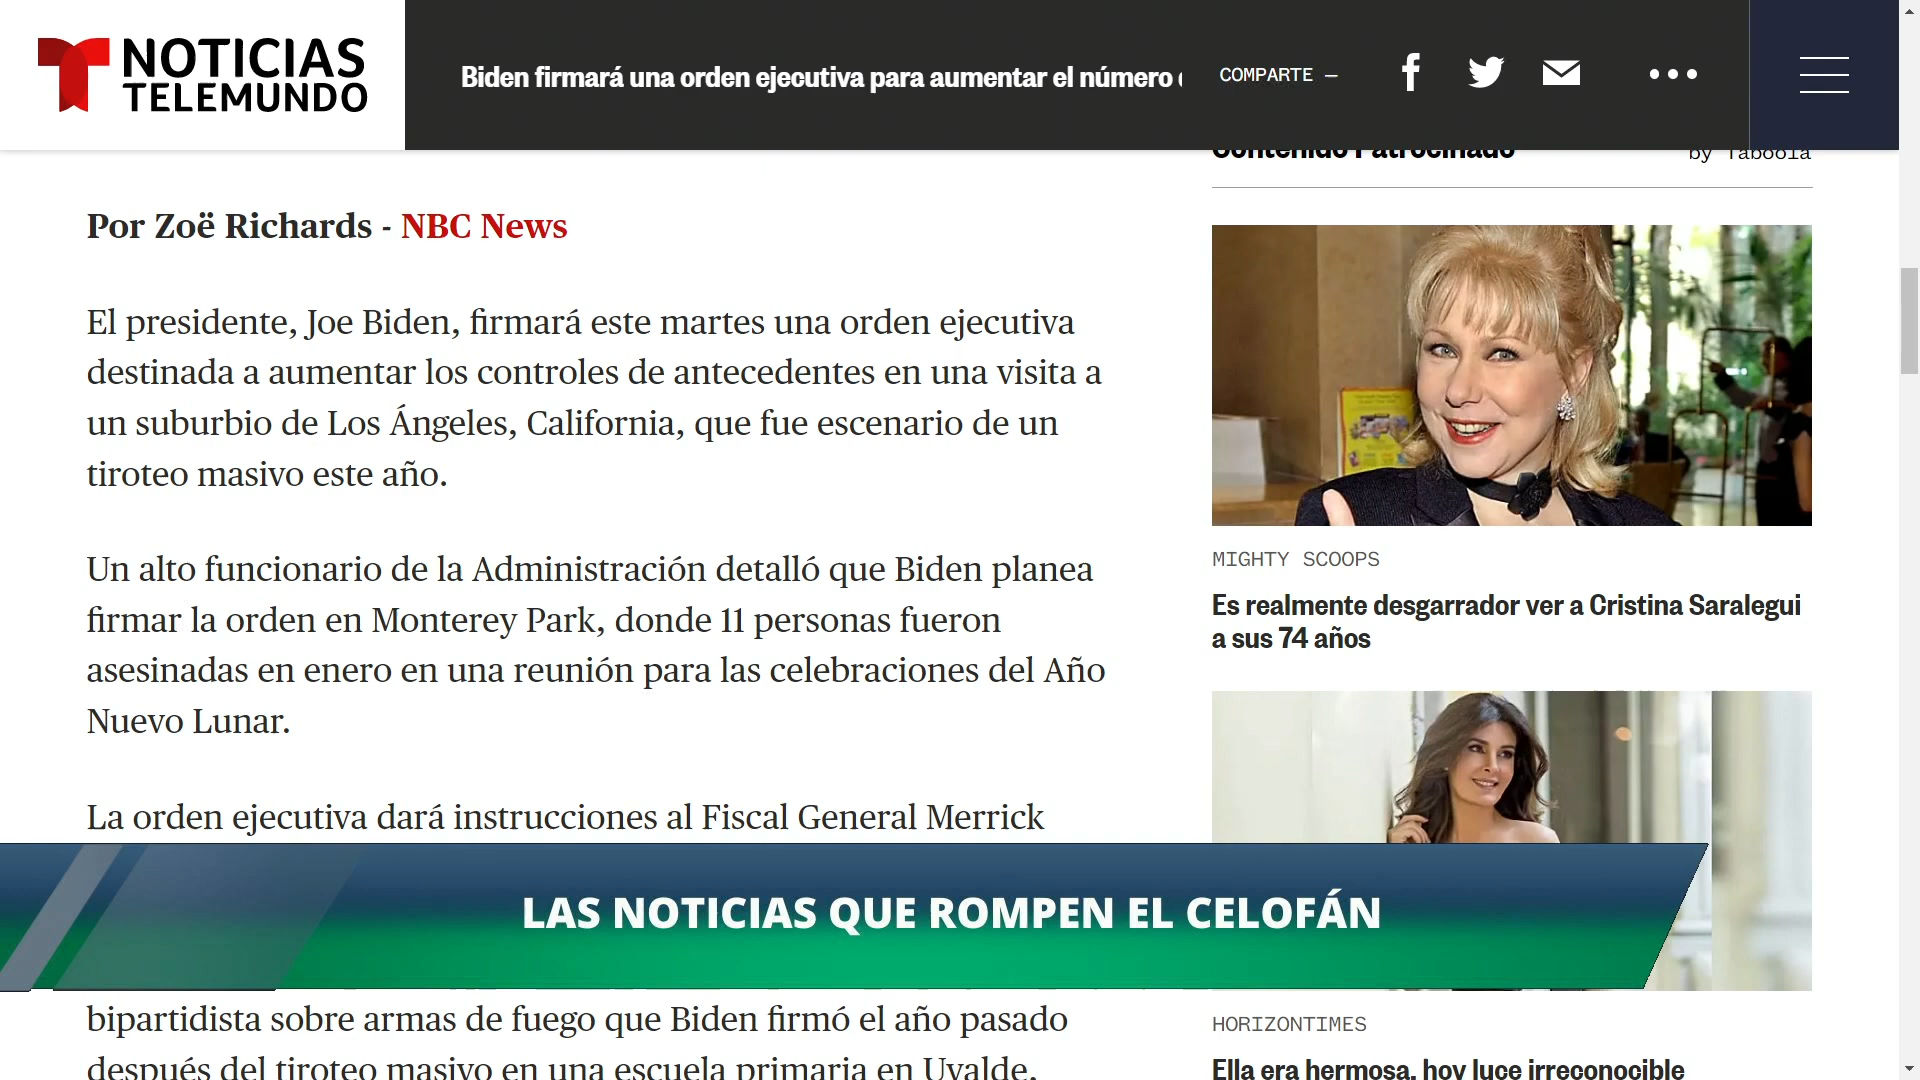 NOTICIAS
TELEMUNDO
Biden firmará una orden ejecutiva para aumentar el número
COMPARTE —
Contenido Patrocinado
by Taboola
Por Zoë Richards - NBC News
El presidente, Joe Biden, firmará este martes una orden ejecutiva
destinada a aumentar los controles de antecedentes en una visita a
un suburbio de Los Ángeles, California, que fue escenario de un
tiroteo masivo este año.
Un alto funcionario de la Administración detalló que Biden planea
firmar la orden en Monterey Park, donde 11 personas fueron
asesinadas en enero en una reunión para las celebraciones del Año
Nuevo Lunar.
La orden ejecutiva dará instrucciones al Fiscal General Merrick
bipartidista sobre armas de fuego que Biden firmó el año pasado
después del tiroteo masivo en una escuela primaria en Uvalde,
MIGHTY SCOOPS
Es realmente desgarrador ver a Cristina Saralegui
a sus 74 años
HORIZONTIMES
Ella era hermosa, hoy luce irreconocible
LAS NOTICIAS QUE ROMPEN EL CELOFÁN